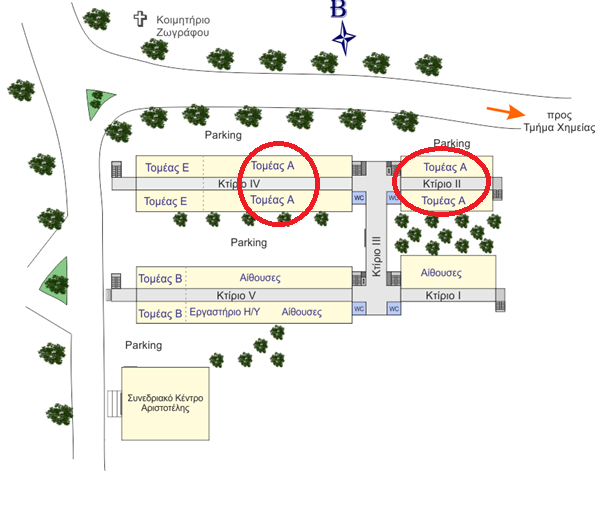 Β
Κοιμητήριο
Ζωγράφου
προς
Τμήμα Χημείας
Parking
Parking
Τομέας Ε
Τομέας Α
Τομέας Α
Κτίριο IV
Κτίριο II
Τομέας Ε
Τομέας Α
WC
WC
Τομέας Α
Parking
Κτίριο III
Τομέας Β
Αίθουσες
Αίθουσες
Κτίριο V
Κτίριο I
Τομέας Β
Εργαστήριο Η/Υ
Αίθουσες
WC
WC
Parking
Συνεδριακό Κέντρο
Αριστοτέλης